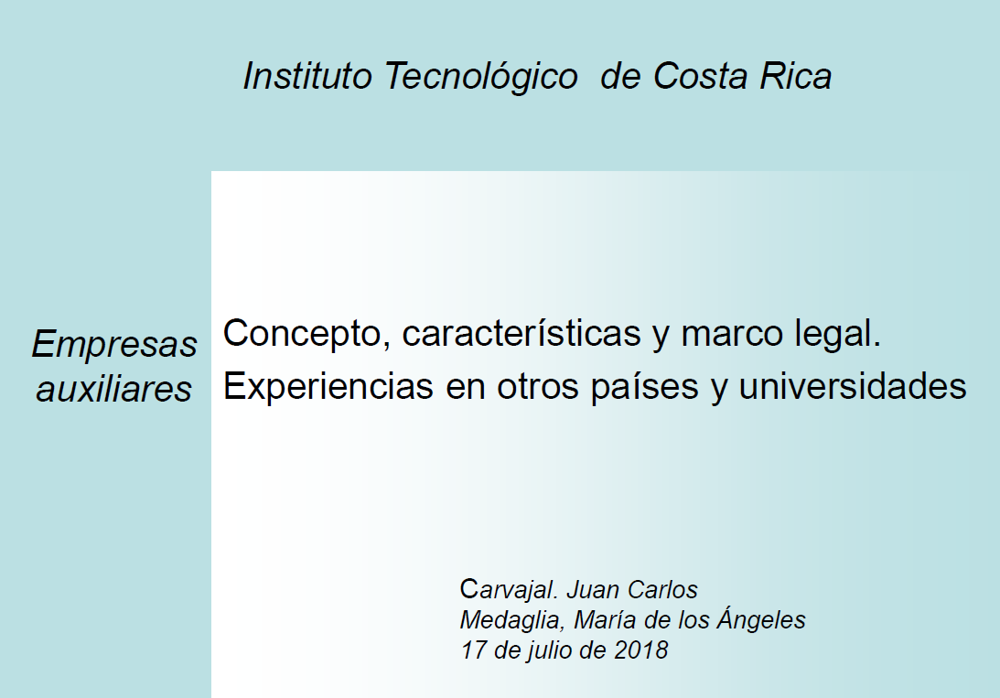 Instituto Tecnológico de Costa Rica
Empresas
auxiliares
Concepto, características y marco legal.
Experiencias en otros países y universidades
Carvajal. Juan Carlos
Medaglia, María de los Ángeles
17 de julio de 2018